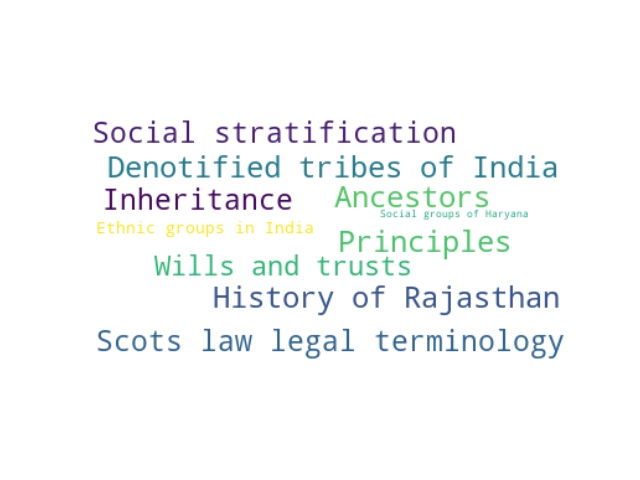 Social stratification
Denotified tribes of India
Inheritance
Ancestors
Social groups of Haryana
Ethnic groups in India
Principles
Wills and trusts
History of Rajasthan
Scots law legal terminology